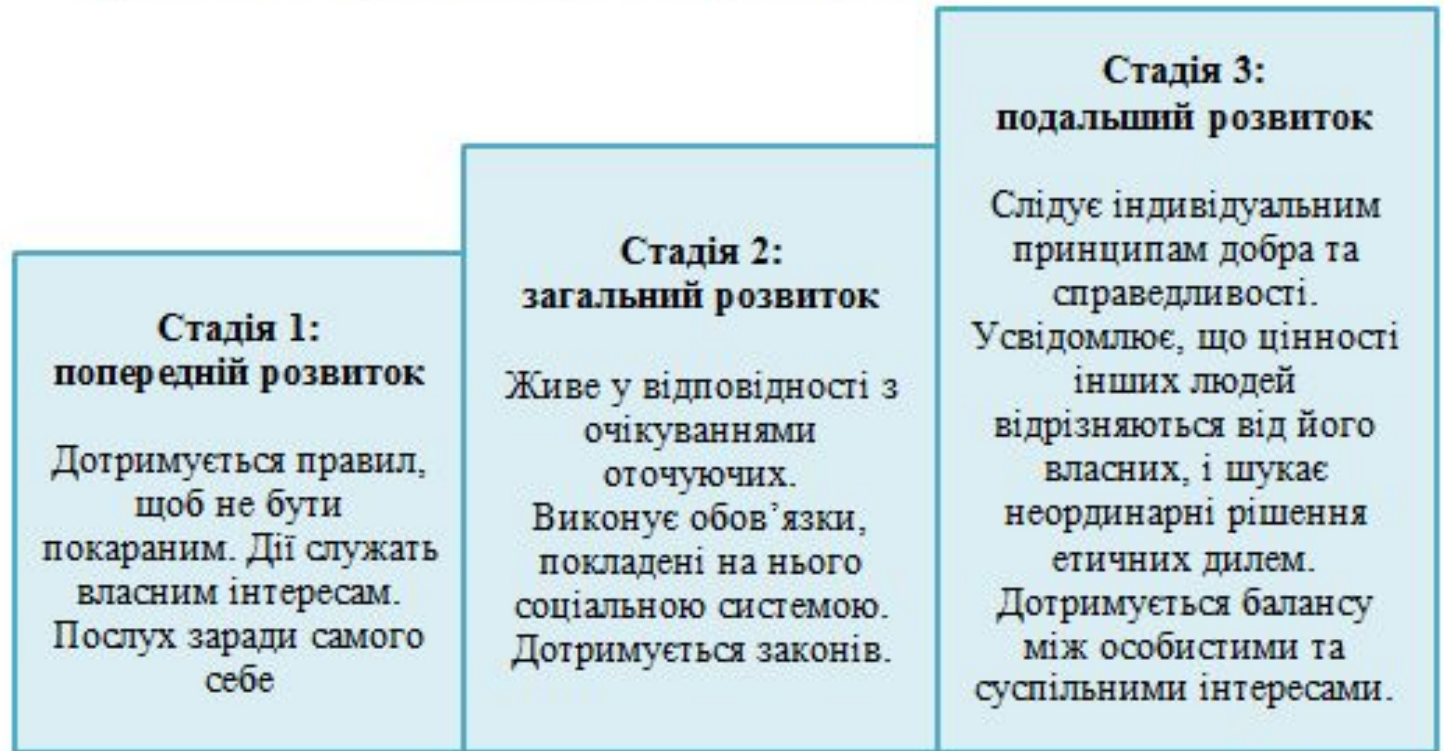 Стадія 1:
попередній розвиток
Дотримується правил,
щоб не бути
покараним. Дії служать
власним інтересам.
Послух заради самого
себе
Стадія 2:
загальний розвиток
Живе у відповідності з
очікуваннями
оточуючих.
Виконує обов’язки,
покладені на нього
соціальною системою.
Дотримується законів.
Стадія 3:
подальший розвиток
Слідує індивідуальним
принципам добра та
справедливості.
Усвідомлює, що цінності
інших людей
відрізняються від його
власних, і шукає
неординарні рішення
етичних дилем.
Дотримується балансу
між особистими та
суспільними інтересами.